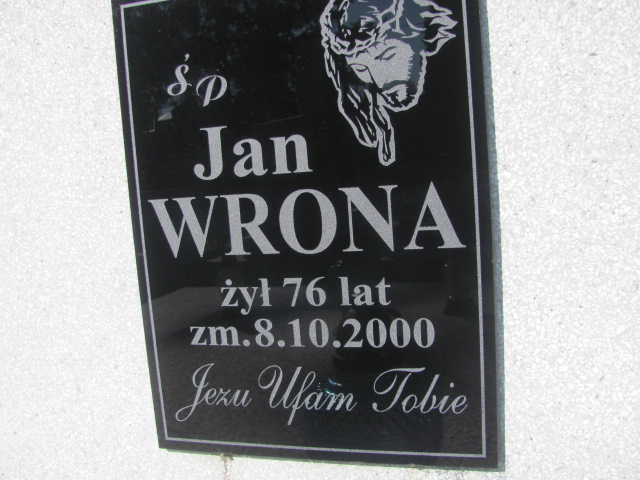 ś P
Jan
WRONA
żył 76 lat
zm.8.10.2000
Jezu Ufam Tobie